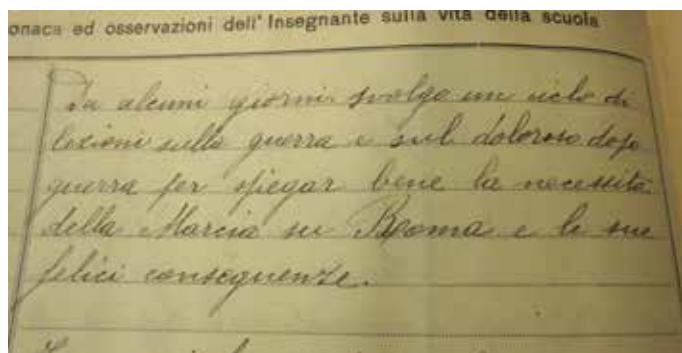 onaca ed osservazioni dell'Insegnante sulla vita della scuola
Da alcuni giorni svolgo un ciclo di
lezioni sulla guerra e sul doloroso dopo
guerra per spiegar bene la necessità
della Marcia su Roma e le sue
felici conseguenze.